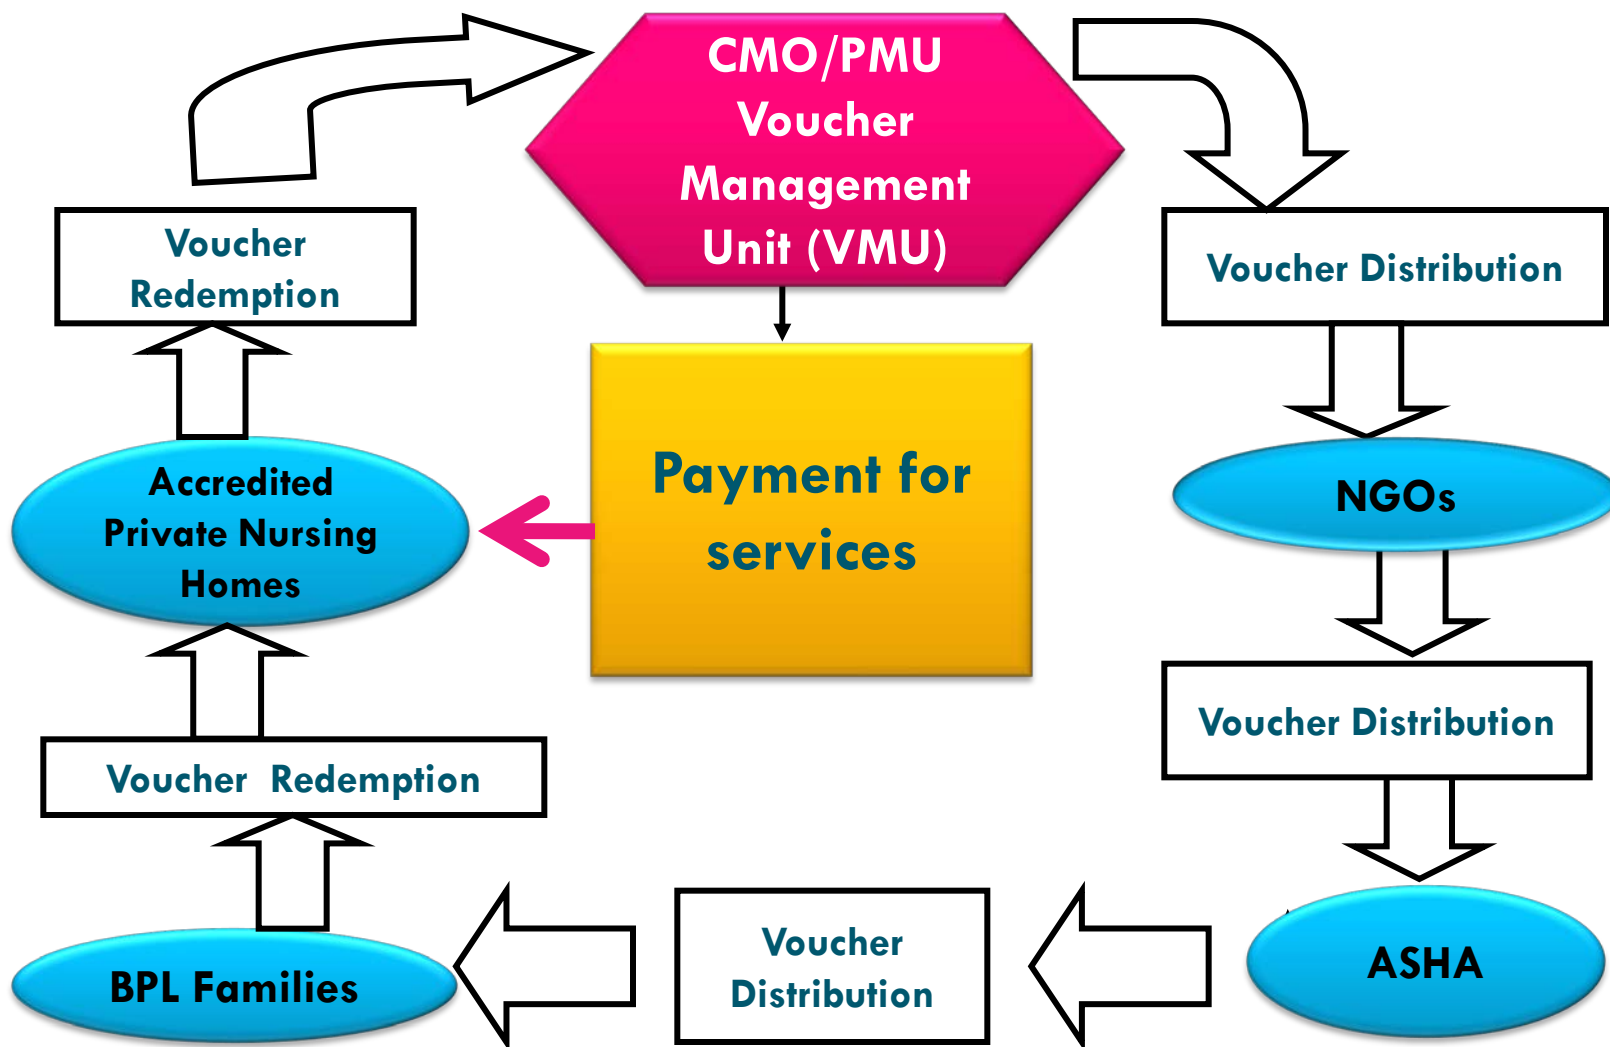 CMO/PMU
Voucher
Management
Unit (VMU)
Voucher
Redemption
Voucher Distribution
Payment for
services
Accredited
Private Nursing
Homes
NGOs
Voucher Distribution
Voucher Redemption
Voucher
Distribution
ASHA
BPL Families